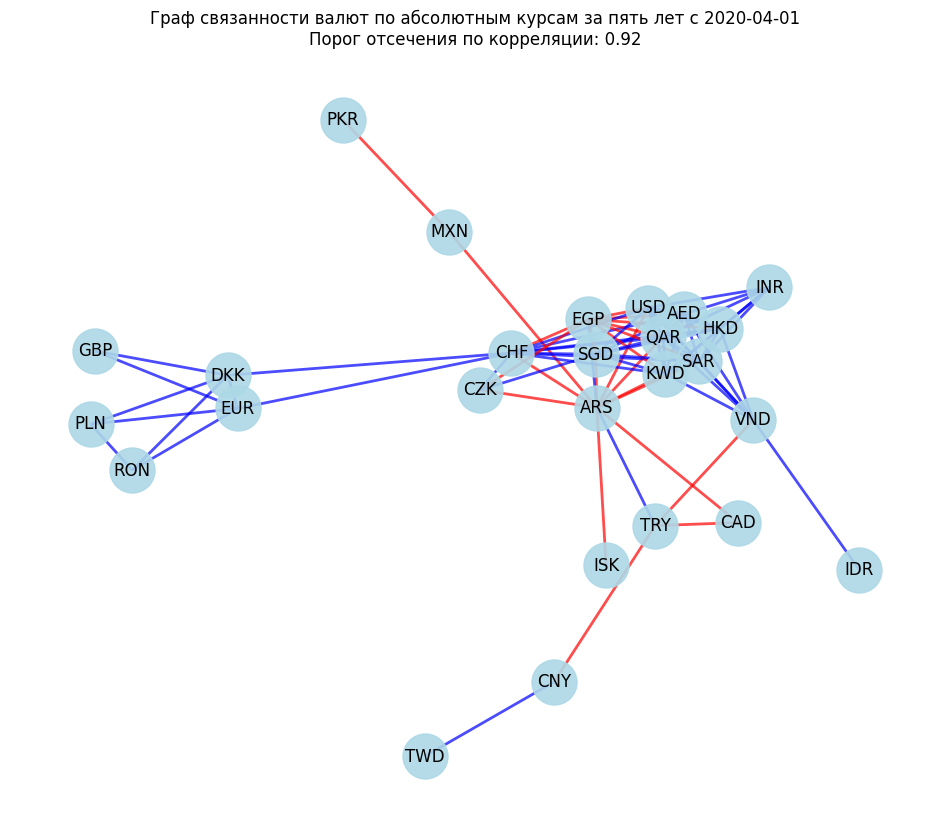 Граф связанности валют по абсолютным курсам за пять лет с 2020-04-01
Порог отсечения по корреляции: 0.92
PKR
MXN
INR
USD
AED
EGP
HKD
QAR
GBP
CHF
SGD
SAR
DKK
KWD
CZK
EUR
ARS
PLN
VND
RON
TRY
CAD
ISK
IDR
CNY
TWD